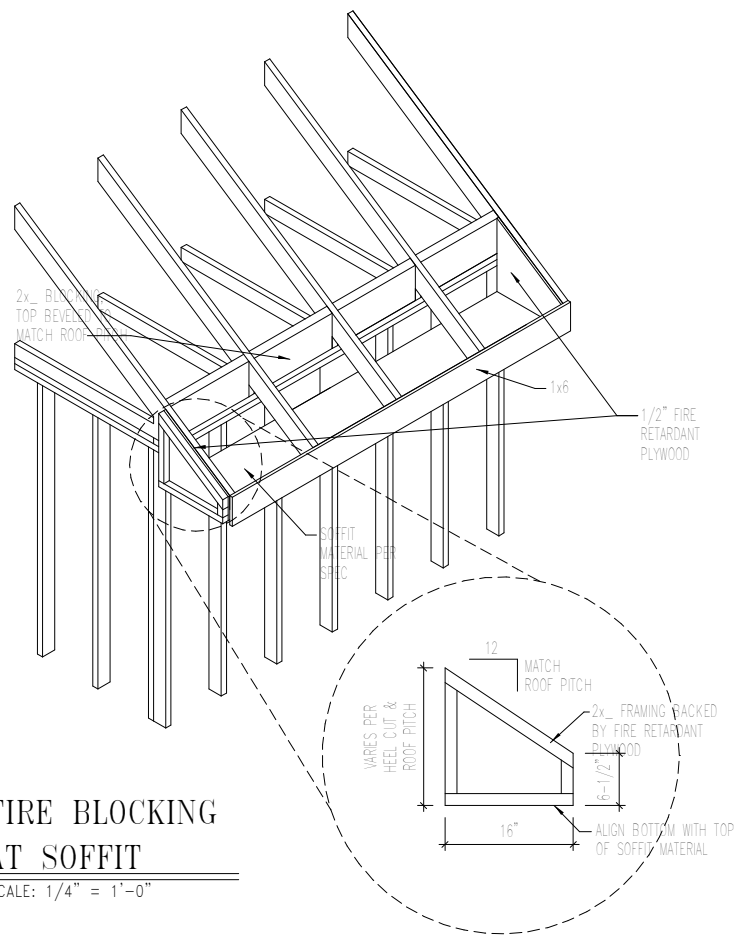 2x_ BLOCKING,
TOP BEVELED TO
MATCH ROOF PITCH
1x6
1/2" FIRE
RETARDANT
PLYWOOD
SOFFIT
MATERIAL PER
SPEC
12
MATCH
ROOF PITCH
VARIES PER
HEEL CUT &
ROOF PITCH
2x_ FRAMING BACKED
BY FIRE RETARDANT
PLYWOOD
6-1/2"
16"
ALIGN BOTTOM WITH TOP
OF SOFFIT MATERIAL
FIRE BLOCKING
AT SOFFIT
SCALE: 1/4" = 1'-0"